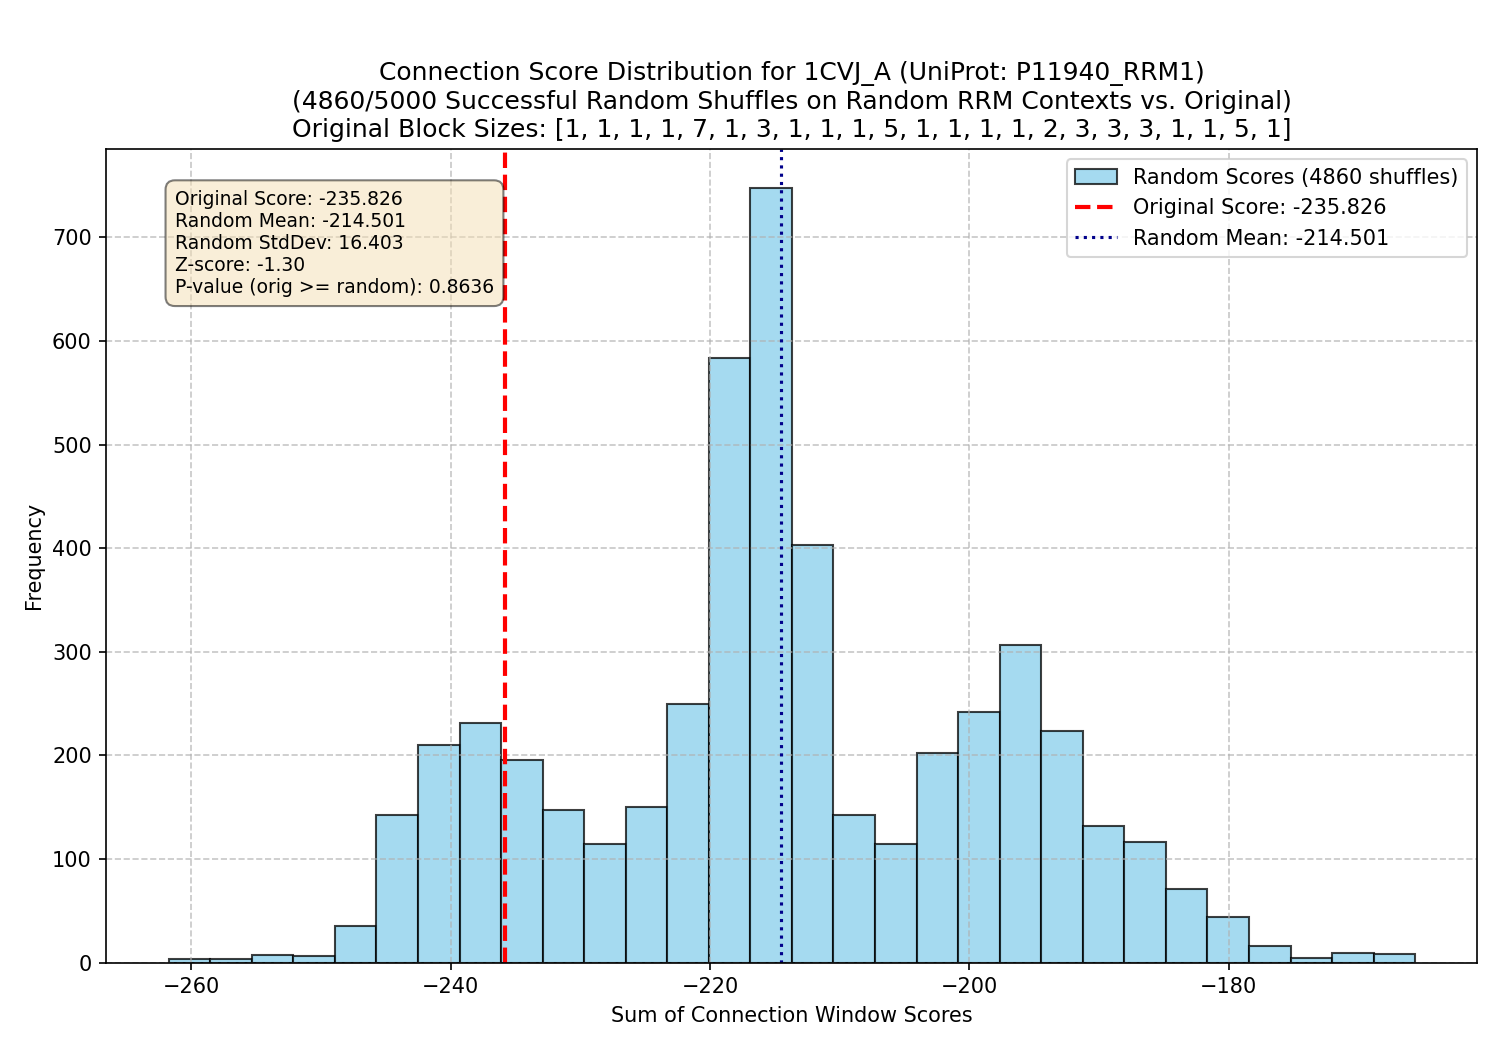 Connection Score Distribution for 1CVJ_A (UniProt: P11940_RRM1)
(4860/5000 Successful Random Shuffles on Random RRM Contexts vs. Original)
Original Block Sizes: [1, 1, 1, 1, 7, 1, 3, 1, 1, 1, 5, 1, 1, 1, 1, 2, 3, 3, 3, 1, 1, 5, 1]
Original Score: -235.826
Random Mean: -214.501
Random StdDev: 16.403
Z-score: -1.30
P-value (orig >= random): 0.8636
Random Scores (4860 shuffles)
Original Score: -235.826
Random Mean: -214.501
Frequency
700
600
500
400
300
200
100
0
−260
−240
−220
−200
−180
Sum of Connection Window Scores